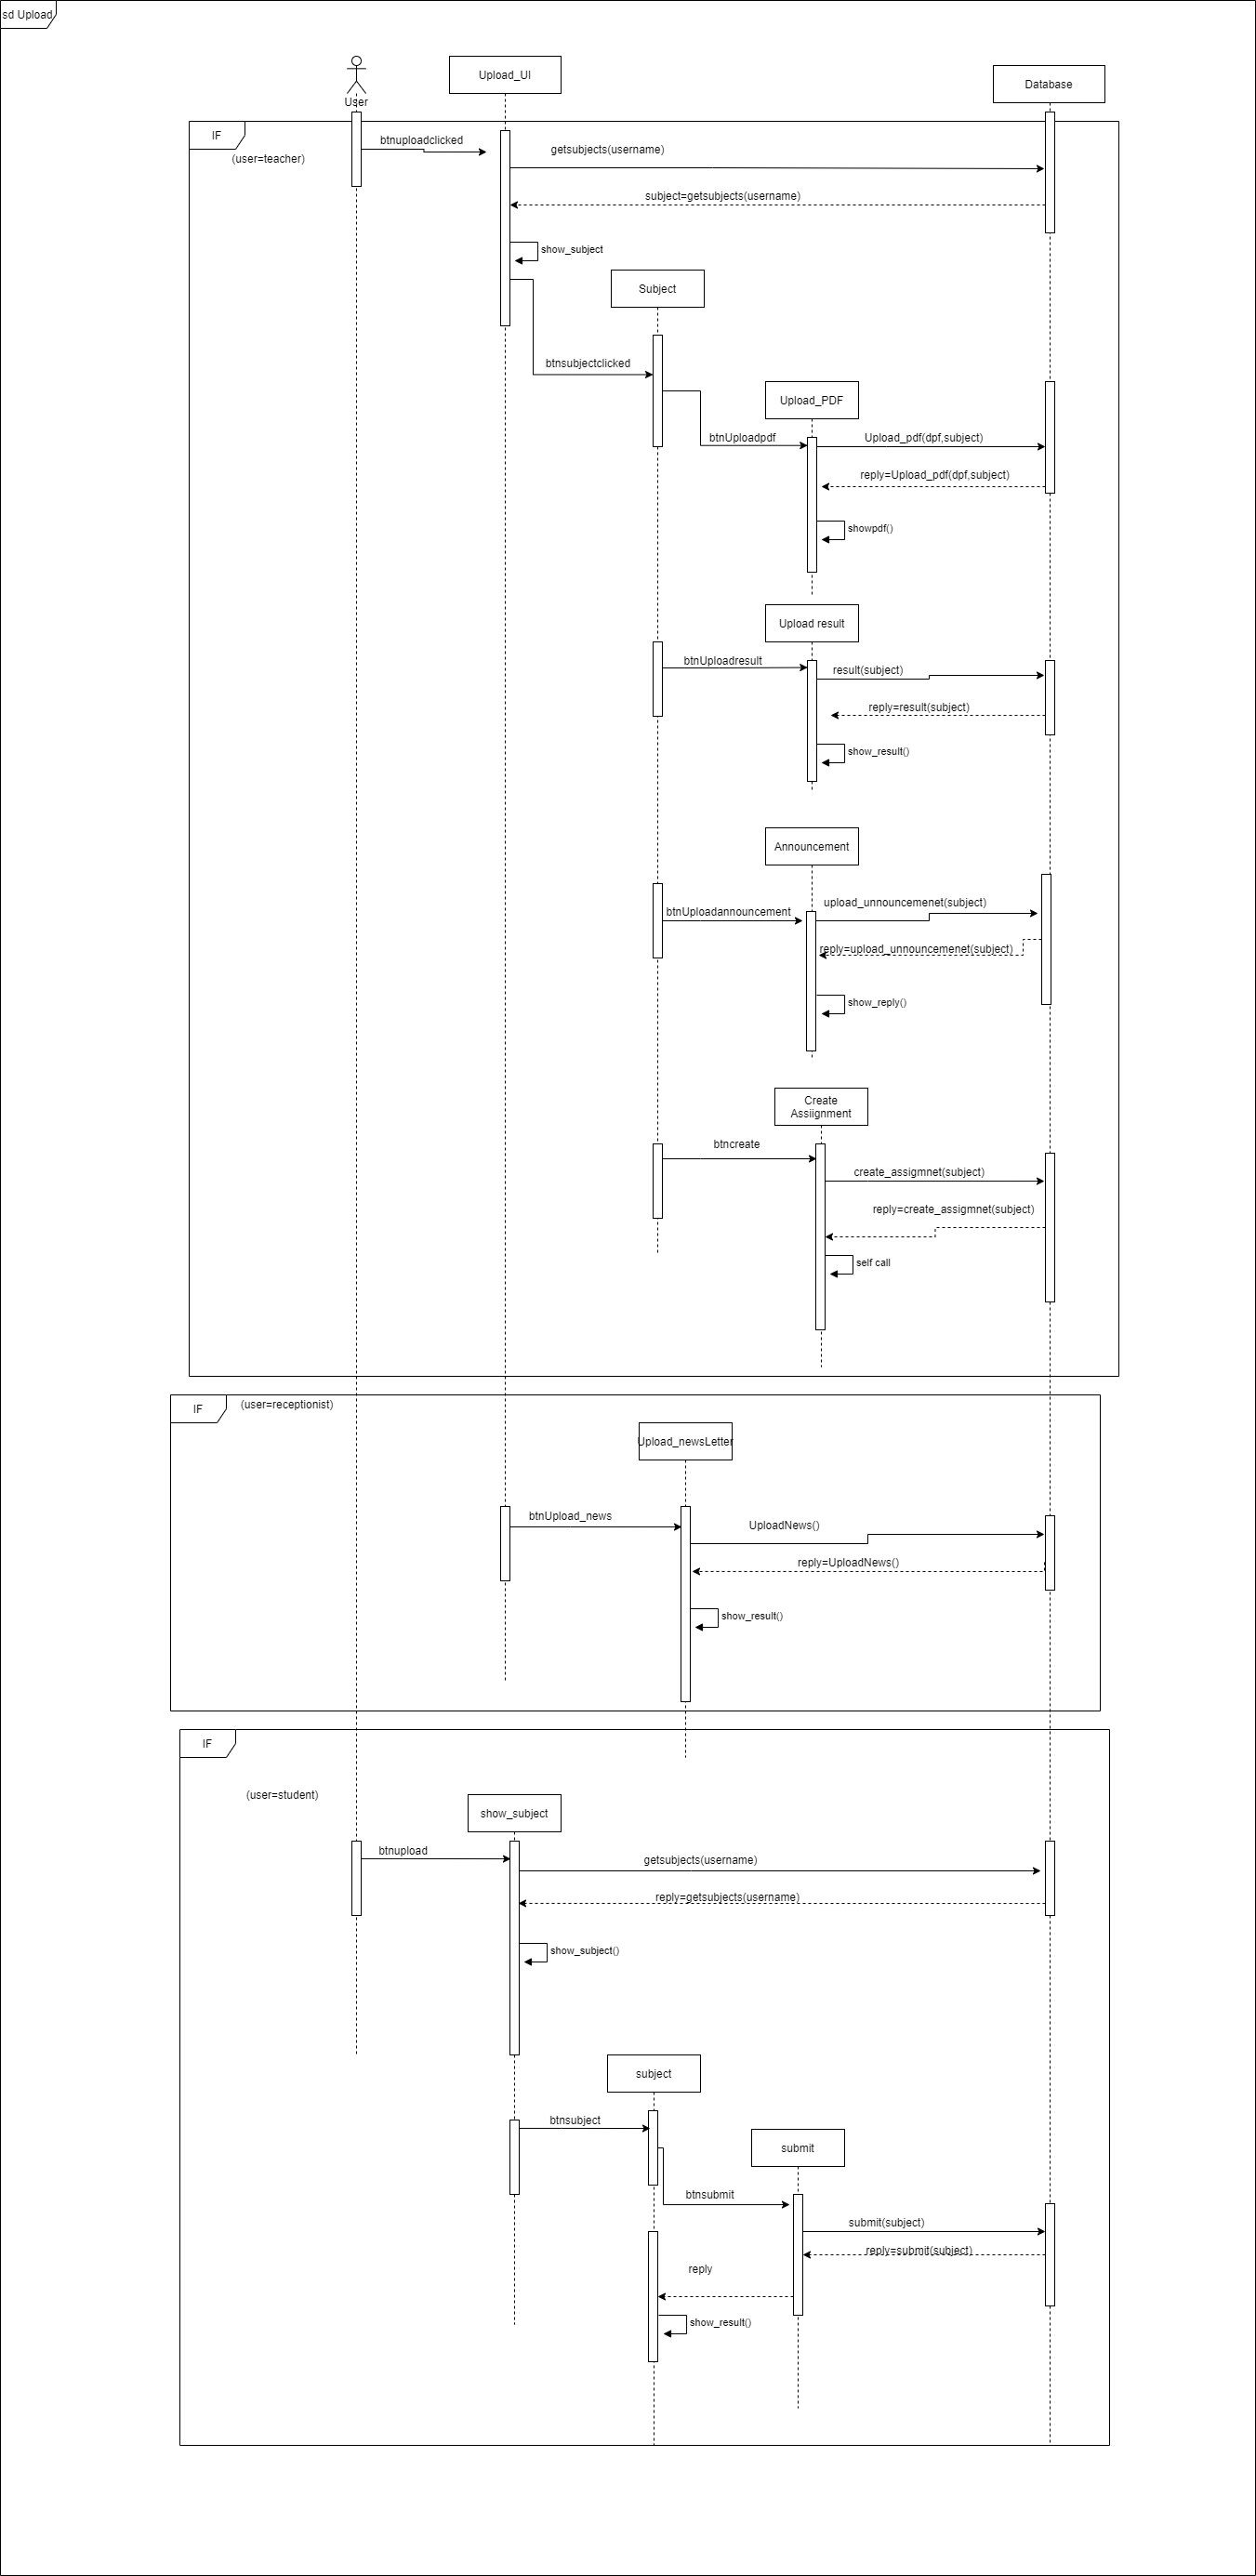 sd Upload
Upload_UI
Database
User
IF
(user=teacher)
btnuploadclicked
getsubjects(username)
subject=getsubjects(username)
show_subject
Subject
btnsubjectclicked
Upload_PDF
btnUploadpdf
Upload_pdf(dpf,subject)
reply=Upload_pdf(dpf,subject)
showpdf()
Upload result
btnUploadresult
result(subject)
reply=result(subject)
show_result()
Announcement
btnUploadannouncement
upload_unnouncemenet(subject)
reply=upload_unnouncemenet(subject)
show_reply()
Create
Assiignment
btncreate
create_assigmnet(subject)
reply=create_assigmnet(subject)
self call
IF
(user=receptionist)
Upload_newsLetter
btnUpload_news
UploadNews()
reply=UploadNews()
show_result()
IF
(user=student)
show_subject
btnupload
getsubjects(username)
reply=getsubjects(username)
show_subject()
subject
btnsubject
submit
btnsubmit
submit(subject)
reply=submit(subject)
reply
show_result()